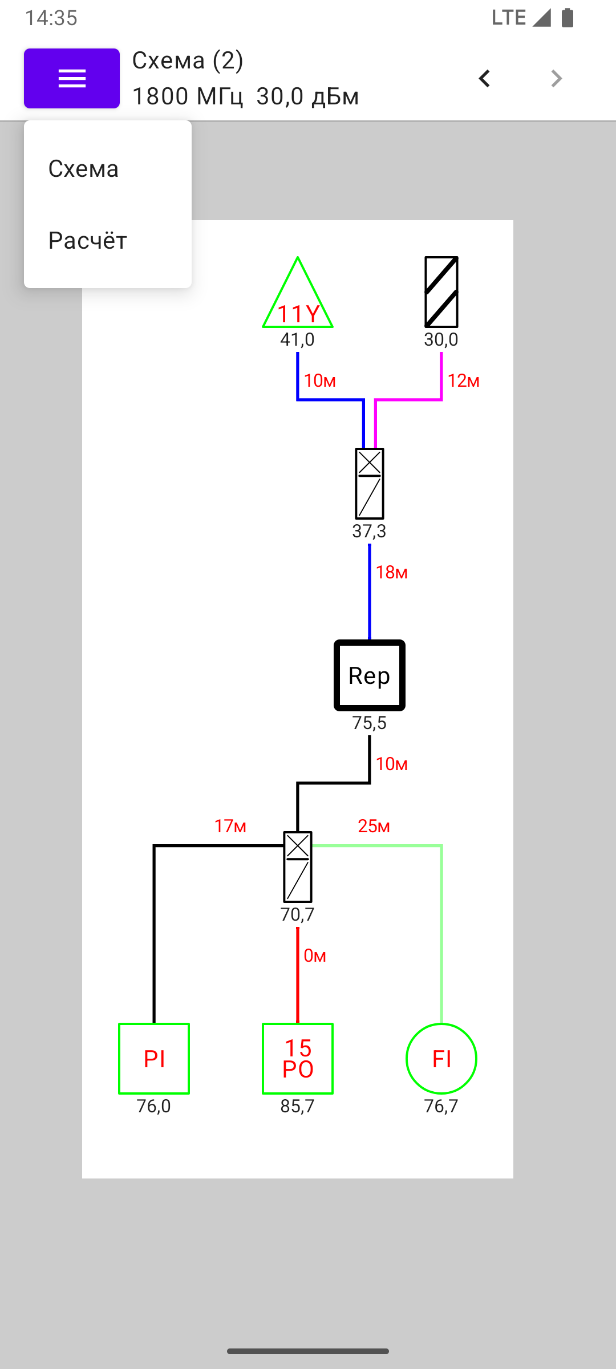 14:35
LTE
Схема (2)
1800 МГц 30,0 дБм
Схема
Расчёт
11Y
41,0
30,0
10м
12м
37,3
18м
Rep
75,5
10м
17м
25м
70,7
0м
PI
15
PO
FI
76,0
85,7
76,7